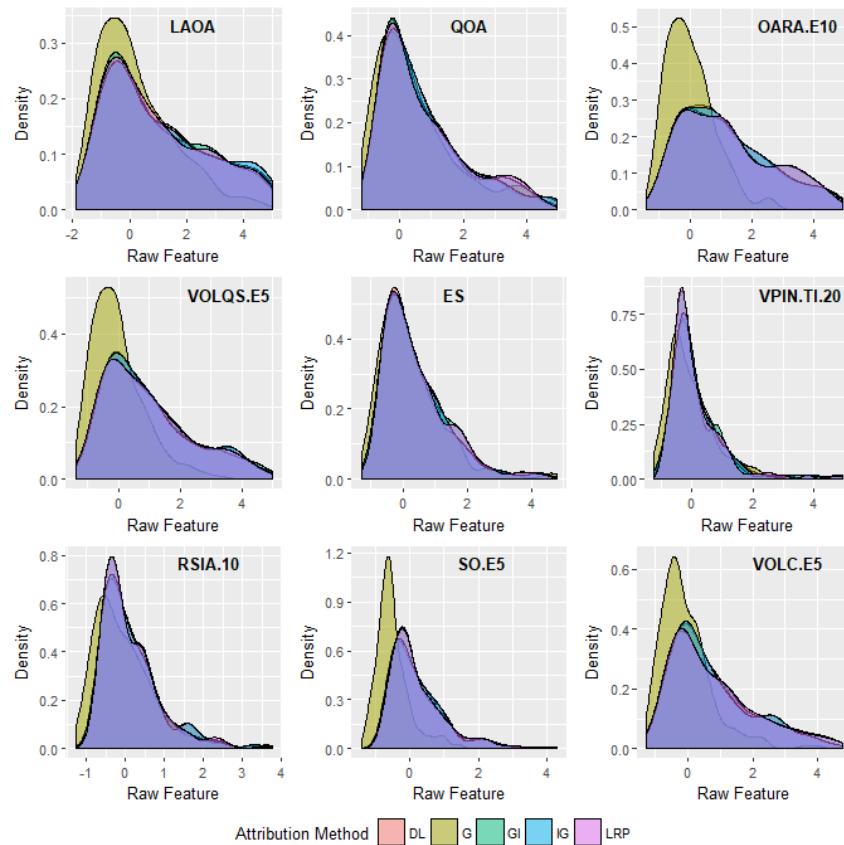 LAOA
Density
0.3
0.2
0.1
0.0
-2 0 2 4
Raw Feature
QOA
Density
0.4
0.3
0.2
0.1
0.0
0 2 4
Raw Feature
OARA.E10
Density
0.5
0.4
0.3
0.2
0.1
0.0
0 2 4
Raw Feature
VOLQS.E5
Density
0.4
0.2
0.0
0 2 4
Raw Feature
ES
Density
0.4
0.2
0.0
0 2 4
Raw Feature
VPIN.TI.20
Density
0.75
0.50
0.25
0.00
0 2 4
Raw Feature
RSIA.10
Density
0.8
0.6
0.4
0.2
0.0
-1 0 1 2 3 4
Raw Feature
SO.E5
Density
1.2
0.9
0.6
0.3
0.0
0 2 4
Raw Feature
VOLC.E5
Density
0.6
0.4
0.2
0.0
0 2 4
Raw Feature
Attribution Method DL G GI IG LRP